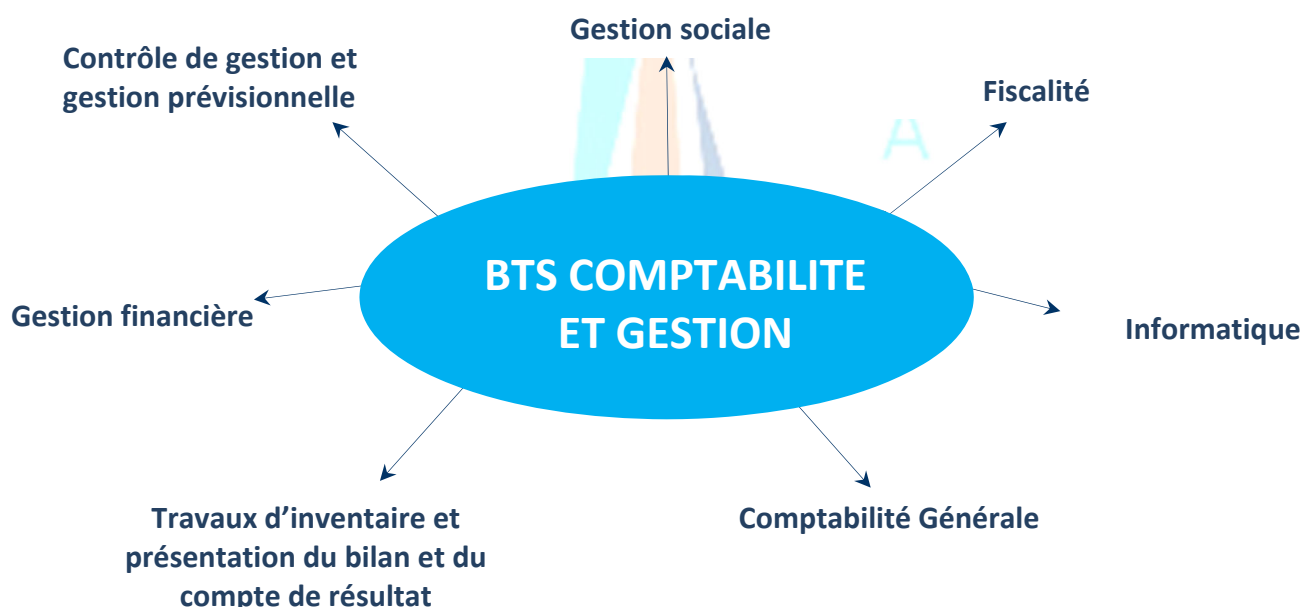 Gestion sociale
Contrôle de gestion et
gestion prévisionnelle
Fiscalité
A
BTS COMPTABILITE
ET GESTION
Gestion financière
Informatique
Travaux d’inventaire et
présentation du bilan et du
compte de résultat
Comptabilité Générale